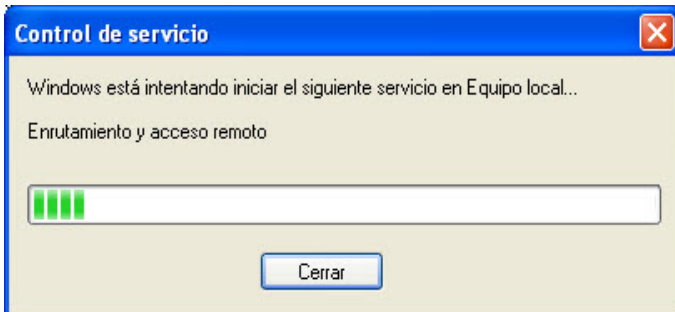 Control de servicio
Windows está intentando iniciar el siguiente servicio en Equipo local...
Enrutamiento y acceso remoto
Cerrar